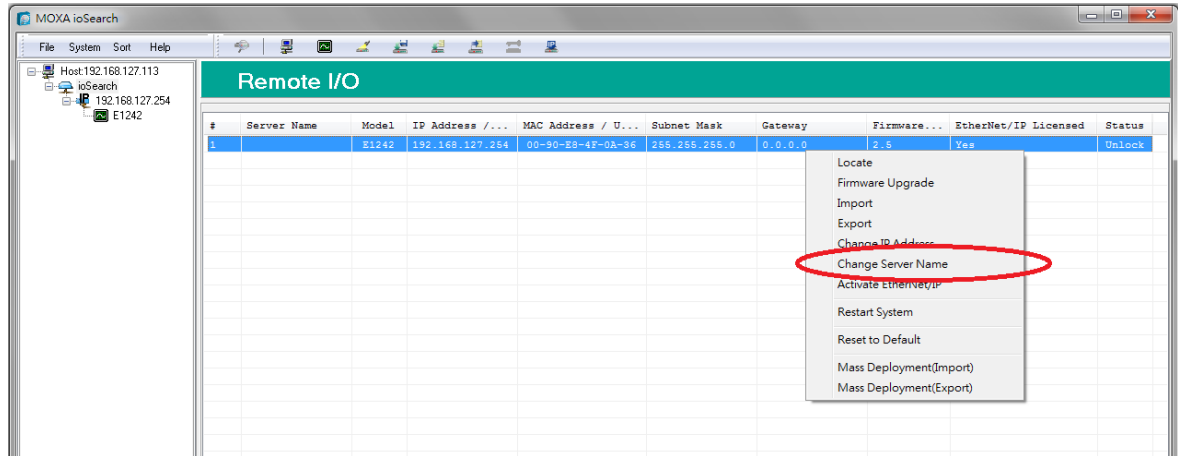 MOXA ioSearch
File System Sort Help
Host:192.168.127.113
ioSearch
192.168.127.254
E1242
Remote I/O
# Server Name Model IP Address /... MAC Address / U... Subnet Mask Gateway Firmware... EtherNet/IP Licensed Status
1 E1242 192.168.127.254 00-90-E8-4F-0A-36 255.255.255.0 0.0.0.0 2.5 Yes Unlock
Locate
Firmware Upgrade
Import
Export
Change IP Address
Change Server Name
Activate EtherNet/IP
Restart System
Reset to Default
Mass Deployment(Import)
Mass Deployment(Export)